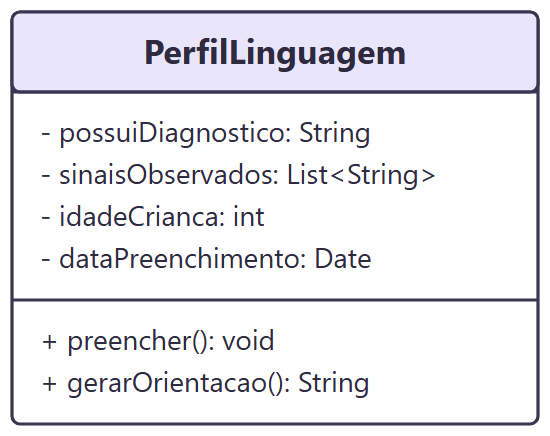 PerfilLinguagem
- possuiDiagnostico: String
- sinaisObservados: List<String>
- idadeCrianca: int
- dataPreenchimento: Date
+ preencher(): void
+ gerarOrientacao(): String